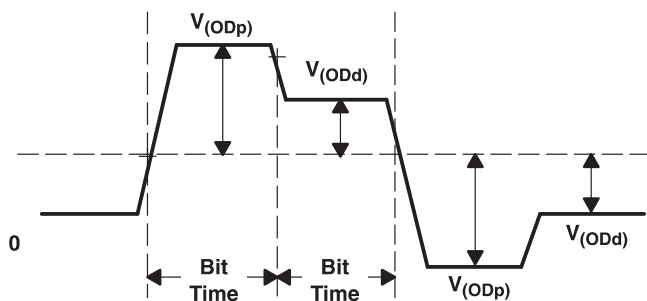 V(ODp)
V(ODd)
0
V(ODd)
Bit
Time
Bit
Time
V(ODp)